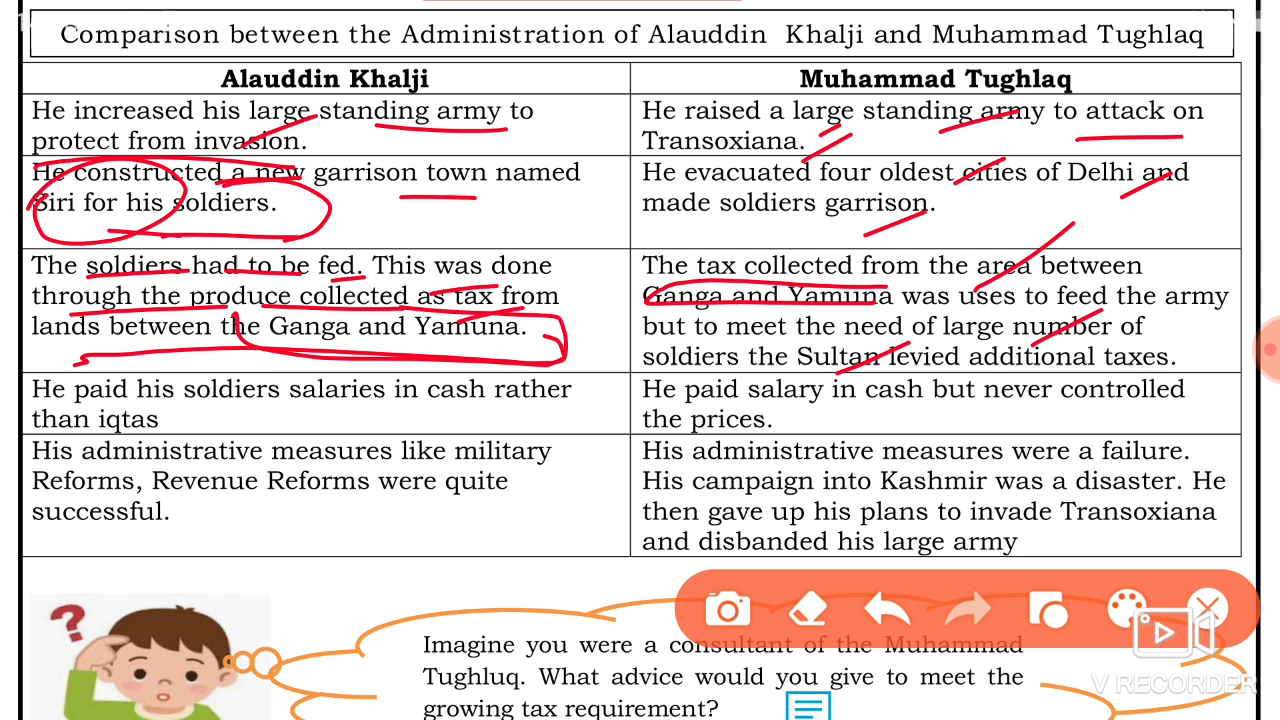 Comparison between the Administration of Alauddin Khalji and Muhammad Tughlaq
Alauddin Khalji
Muhammad Tughlaq
He increased his large standing army to
protect from invasion.
He raised a large standing army to attack on
Transoxiana.
He constructed a new garrison town named
Siri for his soldiers.
He evacuated four oldest cities of Delhi and
made soldiers garrison.
The soldiers had to be fed. This was done
through the produce collected as tax from
lands between the Ganga and Yamuna.
The tax collected from the area between
Ganga and Yamuna was uses to feed the army
but to meet the need of large number of
soldiers the Sultan levied additional taxes.
He paid his soldiers salaries in cash rather
than iqtas
He paid salary in cash but never controlled
the prices.
His administrative measures like military
Reforms, Revenue Reforms were quite
successful.
His administrative measures were a failure.
His campaign into Kashmir was a disaster. He
then gave up his plans to invade Transoxiana
and disbanded his large army
?
Imagine you were a consultant of the Muhammad
Tughluq. What advice would you give to meet the
growing tax requirement?
V RECORDER